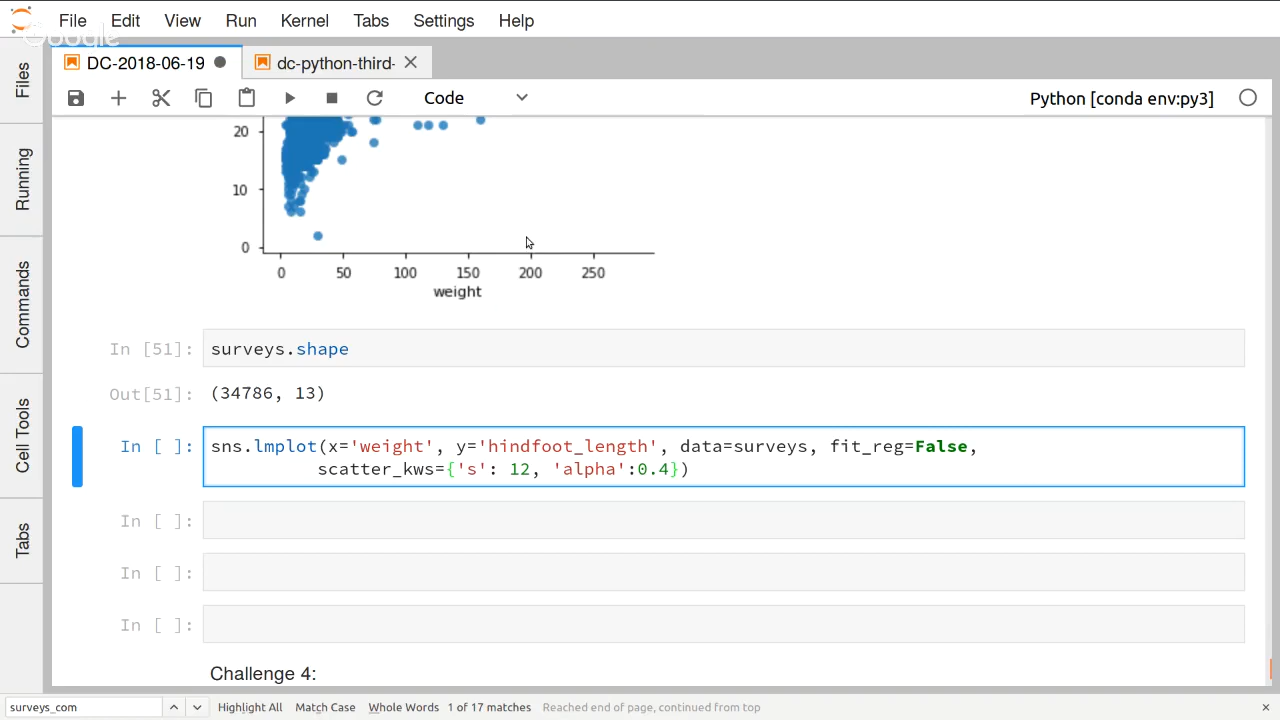 File Edit View Run Kernel Tabs Settings Help
Google
DC-2018-06-19 dc-python-third-
Code Python [conda env:py3]
Files
Running
Commands
Cell Tools
Tabs
20
10
0
0 50 100 150 200 250
weight
In [51]: surveys.shape
Out[51]: (34786, 13)
In [ ]: sns.lmplot(x='weight', y='hindfoot_length', data=surveys, fit_reg=False,
scatter_kws={'s': 12, 'alpha':0.4})
In [ ]:
In [ ]:
In [ ]:
Challenge 4:
surveys_com Highlight All Match Case Whole Words 1 of 17 matches Reached end of page, continued from top